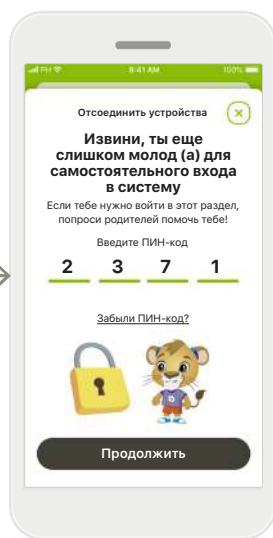 PH
8:41 AM
100%
Отсоединить устройства
Извини, ты еще
слишком молод (а) для
самостоятельного входа
в систему
Если тебе нужно войти в этот раздел,
попроси родителей помочь тебе!
Введите ПИН-код
2 3 7 1
Забыли ПИН-код?
Продолжить